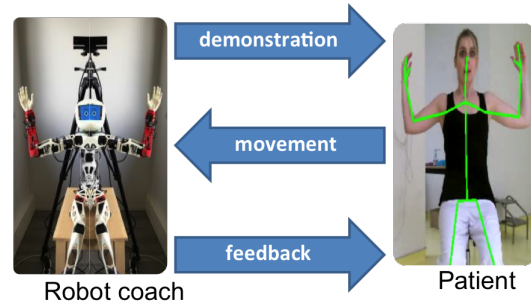 demonstration
movement
feedback
Robot coach
Patient